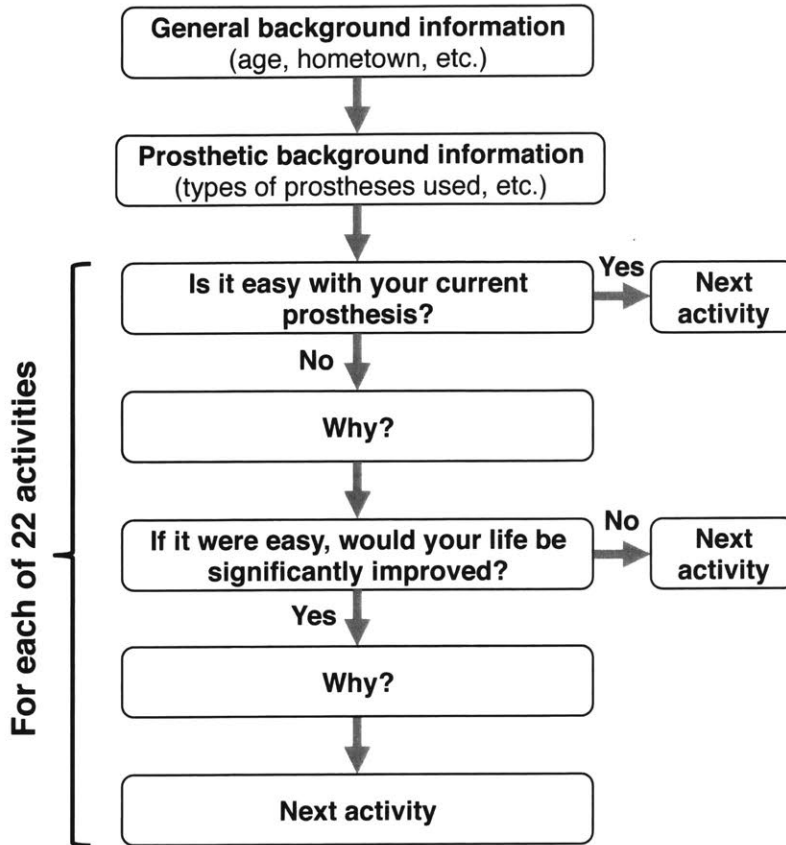 General background information
(age, hometown, etc.)
Prosthetic background information
(types of prostheses used, etc.)
For each of 22 activities
Is it easy with your current
prosthesis?
Yes
Next
activity
No
Why?
If it were easy, would your life be
significantly improved?
No
Next
activity
Yes
Why?
Next activity